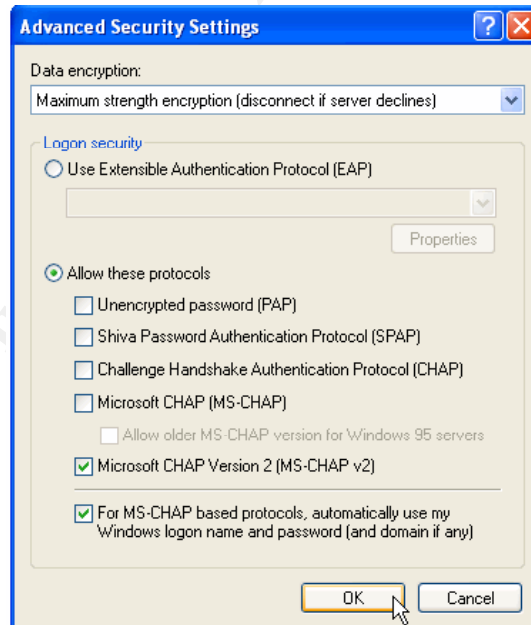 Advanced Security Settings
Data encryption:
Maximum strength encryption (disconnect if server declines)
Logon security
Use Extensible Authentication Protocol (EAP)
Properties
Allow these protocols
Unencrypted password (PAP)
Shiva Password Authentication Protocol (SPAP)
Challenge Handshake Authentication Protocol (CHAP)
Microsoft CHAP (MS-CHAP)
Allow older MS-CHAP version for Windows 95 servers
Microsoft CHAP Version 2 (MS-CHAP v2)
For MS-CHAP based protocols, automatically use my
Windows logon name and password (and domain if any)
OK Cancel